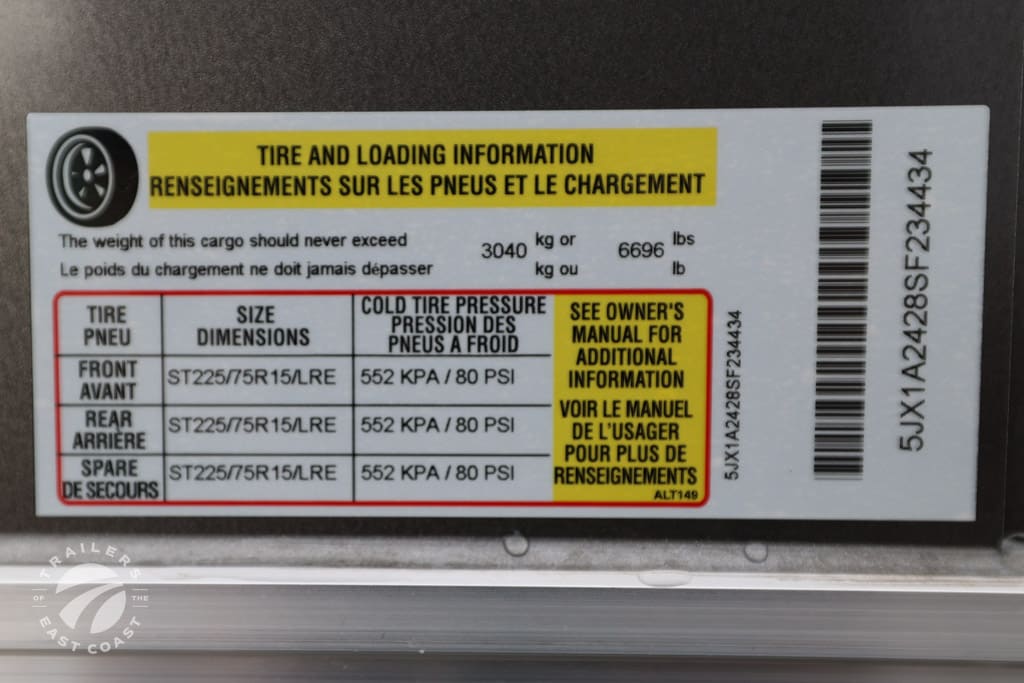 TIRE AND LOADING INFORMATION
RENSEIGNEMENTS SUR LES PNEUS ET LE CHARGEMENT
The weight of this cargo should never exceed 3040 kg or 6696 lbs
Le poids du chargement ne doit jamais dépasser kg ou lb
TIRE
PNEU
SIZE
DIMENSIONS
COLD TIRE PRESSURE
PRESSION DES
PNEUS A FROID
FRONT
AVANT
ST225/75R15/LRE
552 KPA / 80 PSI
REAR
ARRIÈRE
ST225/75R15/LRE
552 KPA / 80 PSI
SPARE
DE SECOURS
ST225/75R15/LRE
552 KPA / 80 PSI
SEE OWNER'S
MANUAL FOR
ADDITIONAL
INFORMATION
VOIR LE MANUEL
DE L'USAGER
POUR PLUS DE
RENSEIGNEMENTS
ALT149
5JX1A2428SF234434
5JX1A2428SF234434
TRAILERS
OF THE
EAST COAST